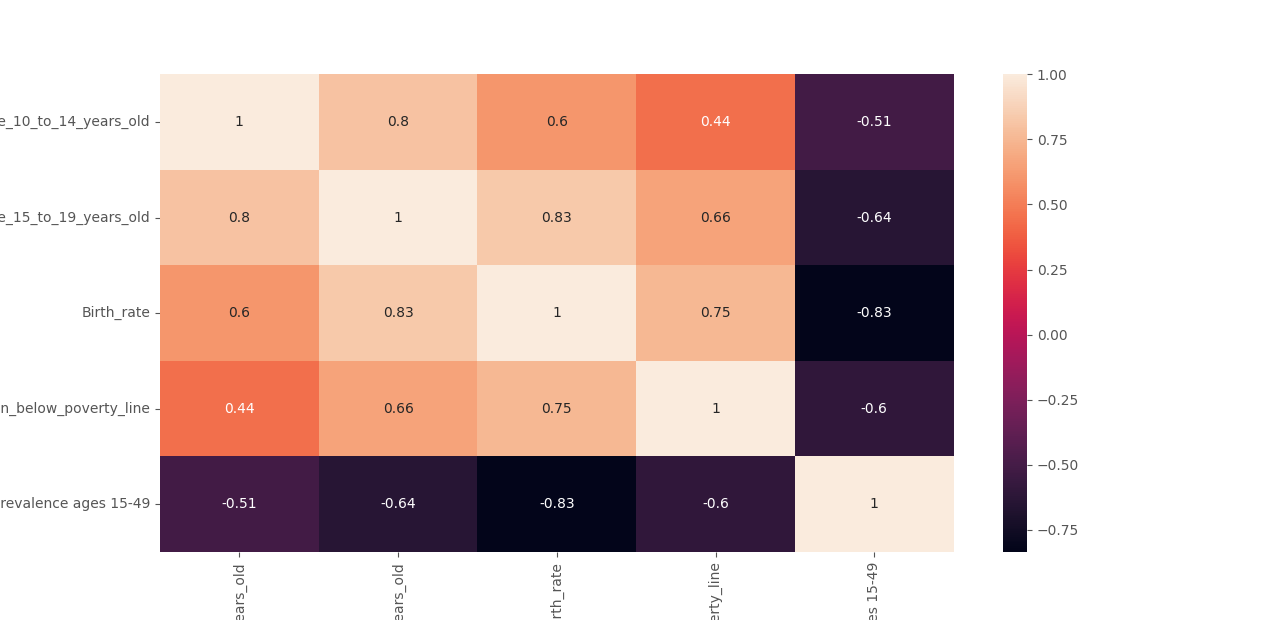 e_10_to_14_years_old 1 0.8 0.6 0.44 -0.51
e_15_to_19_years_old 0.8 1 0.83 0.66 -0.64
Birth_rate 0.6 0.83 1 0.75 -0.83
n_below_poverty_line 0.44 0.66 0.75 1 -0.6
revalence ages 15-49 -0.51 -0.64 -0.83 -0.6 1
ears_old
ears_old
rth_rate
erty_line
es 15-49
1.00
0.75
0.50
0.25
0.00
−0.25
−0.50
−0.75